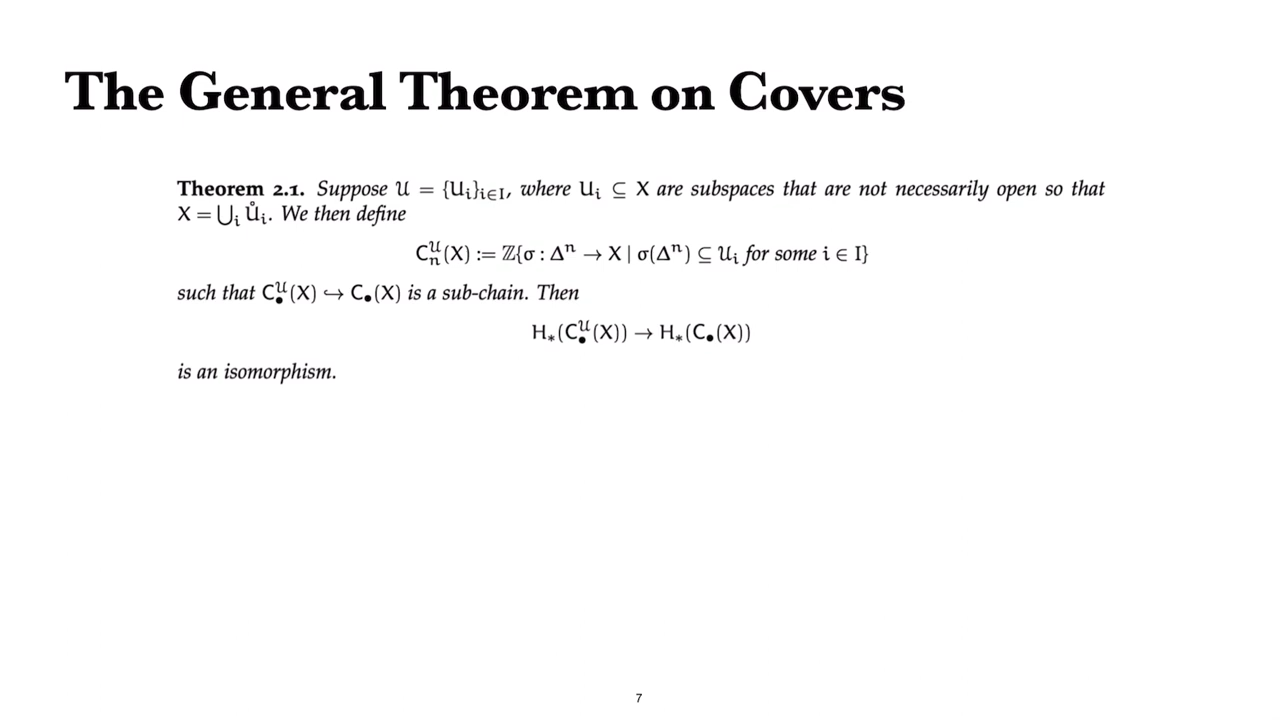 The General Theorem on Covers
Theorem 2.1. Suppose 𝒰 = {Uᵢ}ᵢ∈I, where Uᵢ ⊆ X are subspaces that are not necessarily open so that
X = ⋃ᵢ Ůᵢ. We then define
Cₙ^𝒰(X) := ℤ{σ : Δⁿ → X | σ(Δⁿ) ⊆ 𝒰ᵢ for some i ∈ I}
such that C•^𝒰(X) ↪ C•(X) is a sub-chain. Then
H∗(C•^𝒰(X)) → H∗(C•(X))
is an isomorphism.
7